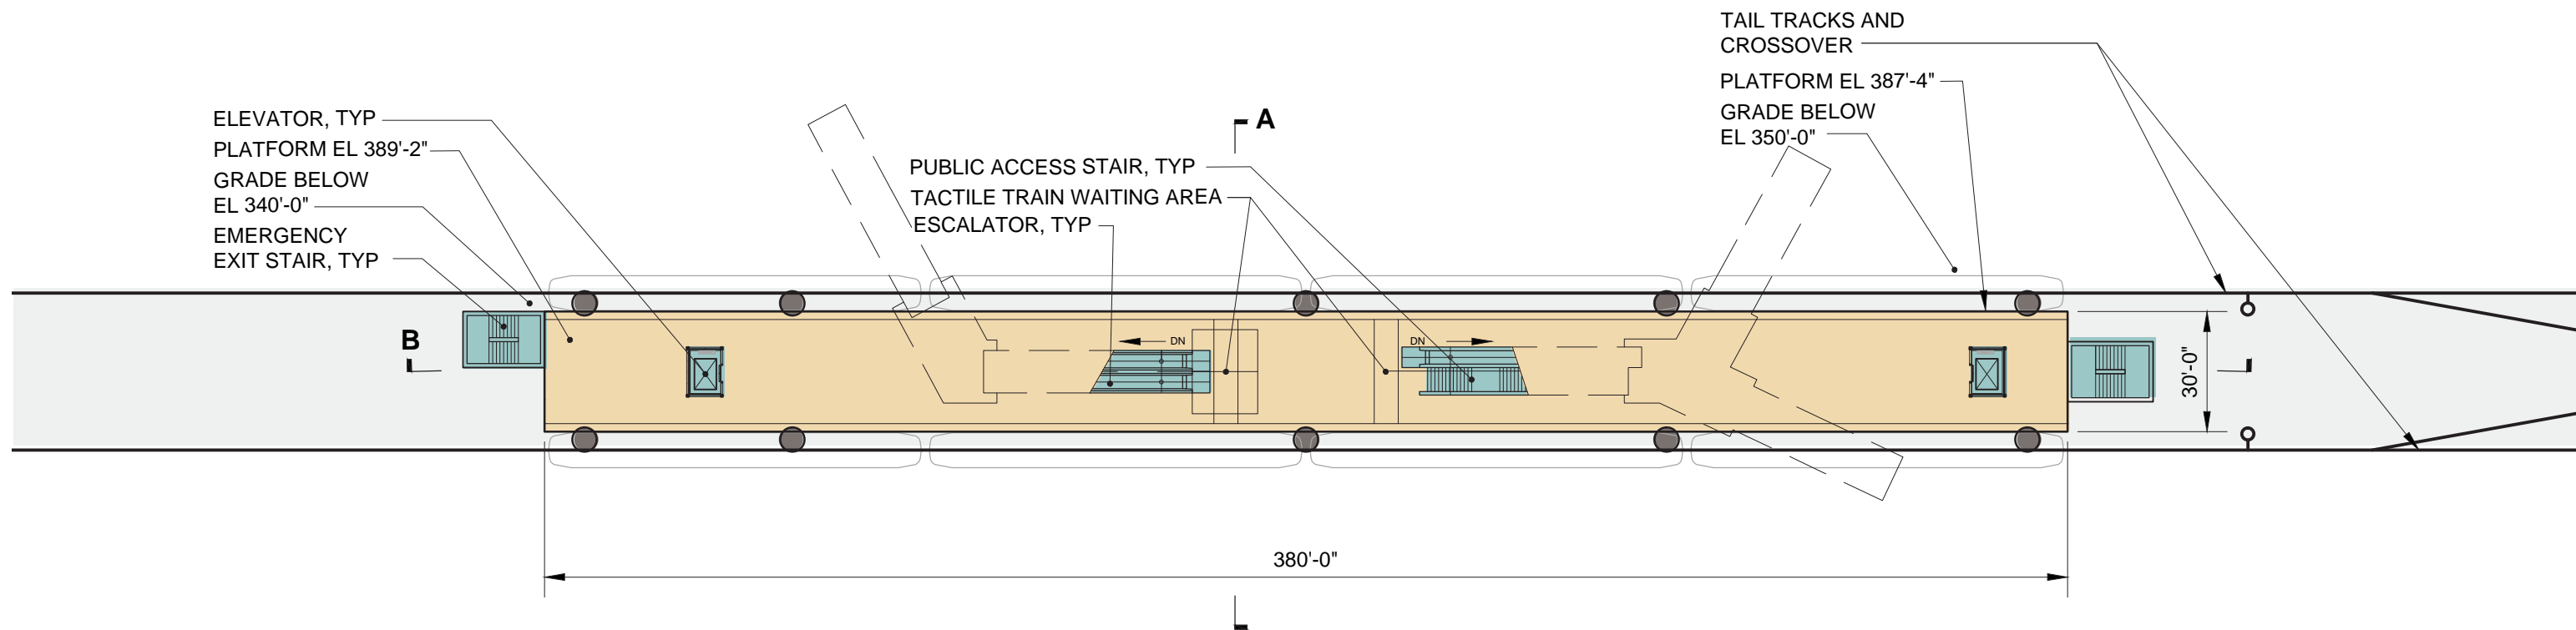 TAIL TRACKS AND
CROSSOVER
PLATFORM EL 387'-4"
GRADE BELOW
EL 350'-0"
ELEVATOR, TYP
PLATFORM EL 389'-2"
GRADE BELOW
EL 340'-0"
EMERGENCY
EXIT STAIR, TYP
A
PUBLIC ACCESS STAIR, TYP
TACTILE TRAIN WAITING AREA
ESCALATOR, TYP
B
DN
DN
30'-0"
380'-0"